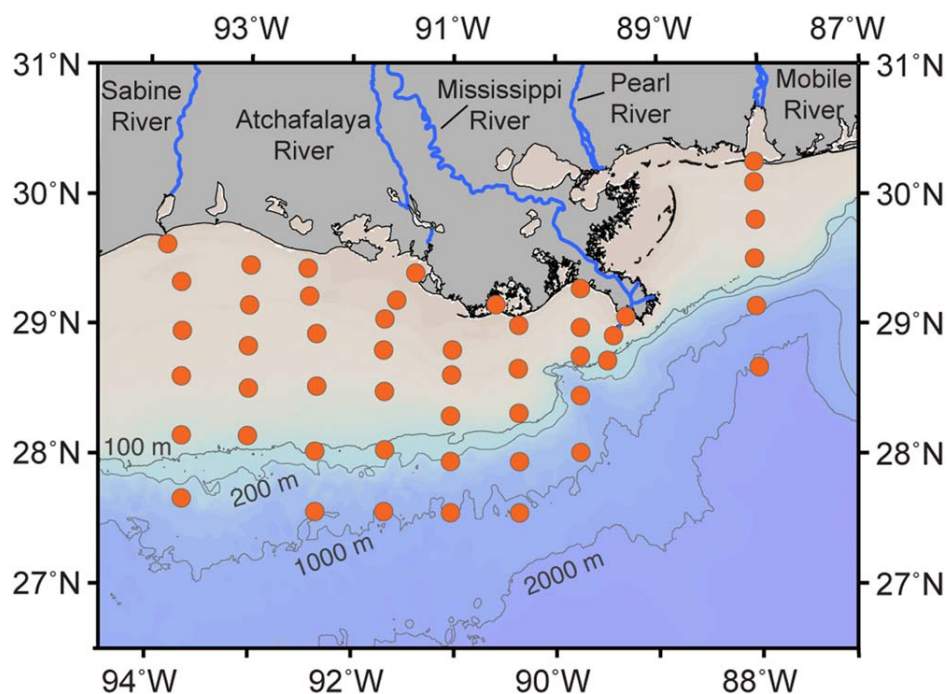 93°W 91°W 89°W 87°W
31°N 31°N
Sabine
River
Atchafalaya
River
Mississippi
River
Pearl
River
Mobile
River
30°N 30°N
29°N 29°N
100 m
28°N 28°N
200 m
1000 m
2000 m
27°N 27°N
94°W 92°W 90°W 88°W